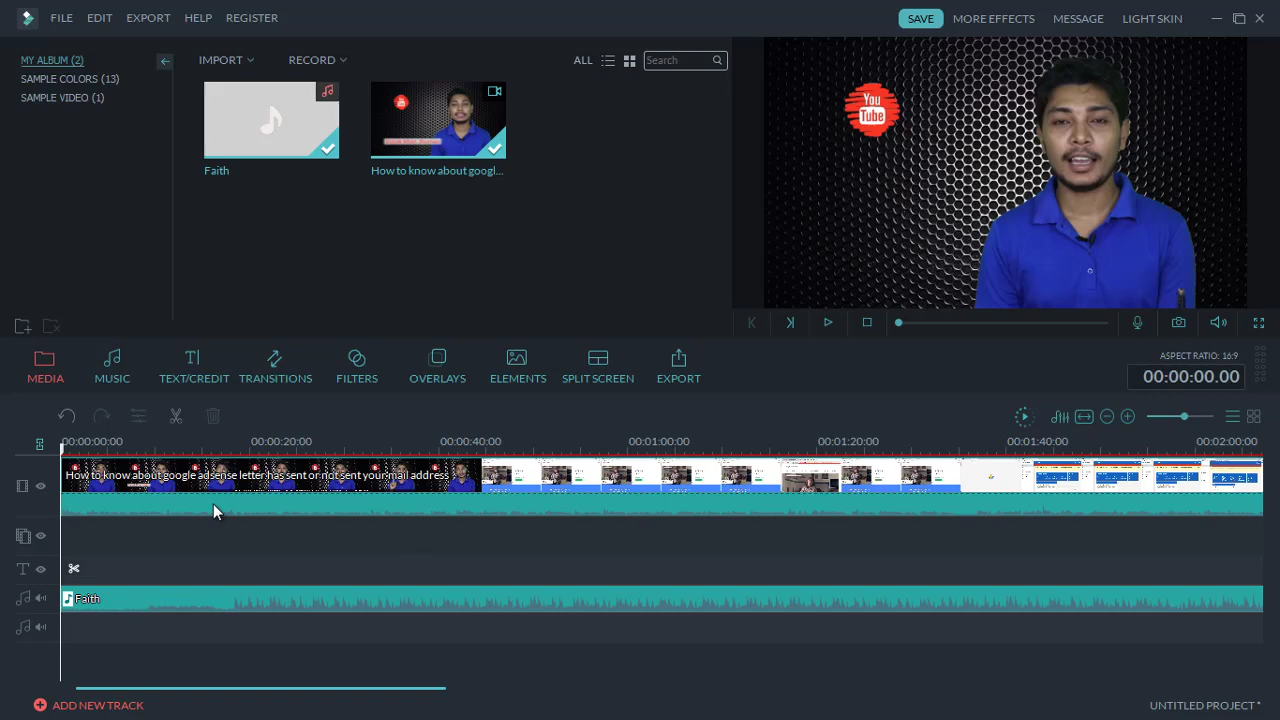 FILE EDIT EXPORT HELP REGISTER SAVE MORE EFFECTS MESSAGE LIGHT SKIN
MY ALBUM (2)
SAMPLE COLORS (13)
SAMPLE VIDEO (1)
IMPORT RECORD ALL Search
Faith How to know about googl...
You
Tube
MEDIA MUSIC TEXT/CREDIT TRANSITIONS FILTERS OVERLAYS ELEMENTS SPLIT SCREEN EXPORT
ASPECT RATIO: 16:9
00:00:00.00
00:00:00:00 00:00:20:00 00:00:40:00 00:01:00:00 00:01:20:00 00:01:40:00 00:02:00:00
How to know about google adsense letter has sent or not sent your mail address
T
Faith
ADD NEW TRACK UNTITLED PROJECT *